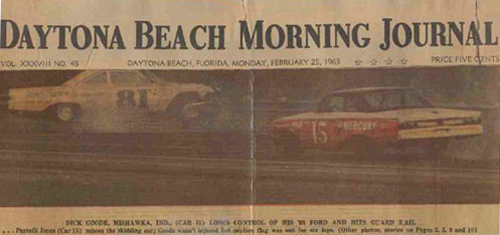 DAYTONA BEACH MORNING JOURNAL
VOL. XXXVIII NO. 48 DAYTONA BEACH, FLORIDA, MONDAY, FEBRUARY 25, 1963 ☆ ☆ ☆ ☆ PRICE FIVE CENTS
81
15 MERCURY
DICK GOODE, MISHAWKA, IND., (CAR 81) LOSES CONTROL OF HIS '62 FORD AND HITS GUARD RAIL
. . . Parnelli Jones (Car 15) misses the skidding car; Goode wasn't injured but caution flag was out for six laps. (Other photos, stories on Pages 2, 5, 9 and 10)